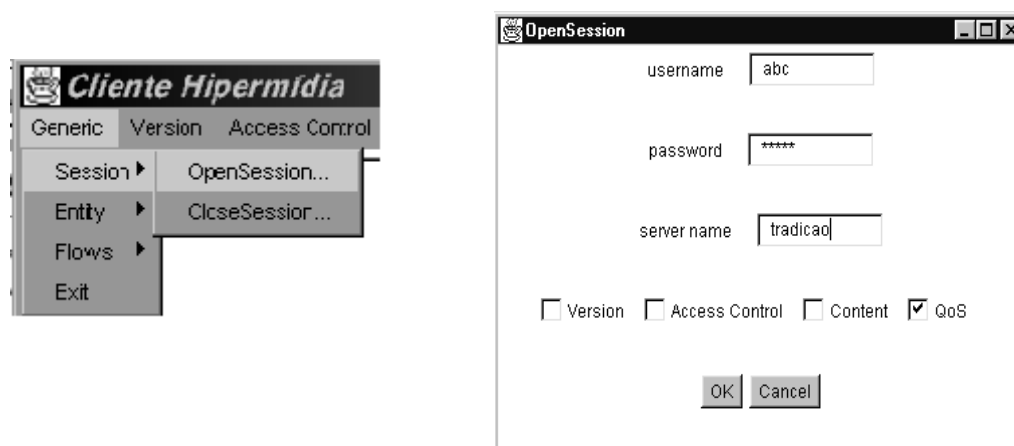 Cliente Hipermídia
Generic Version Access Control
Session OpenSession...
Entity CloseSession...
Flows
Exit
OpenSession
username abc
password *****
server name tradicao
Version Access Control Content QoS
OK Cancel